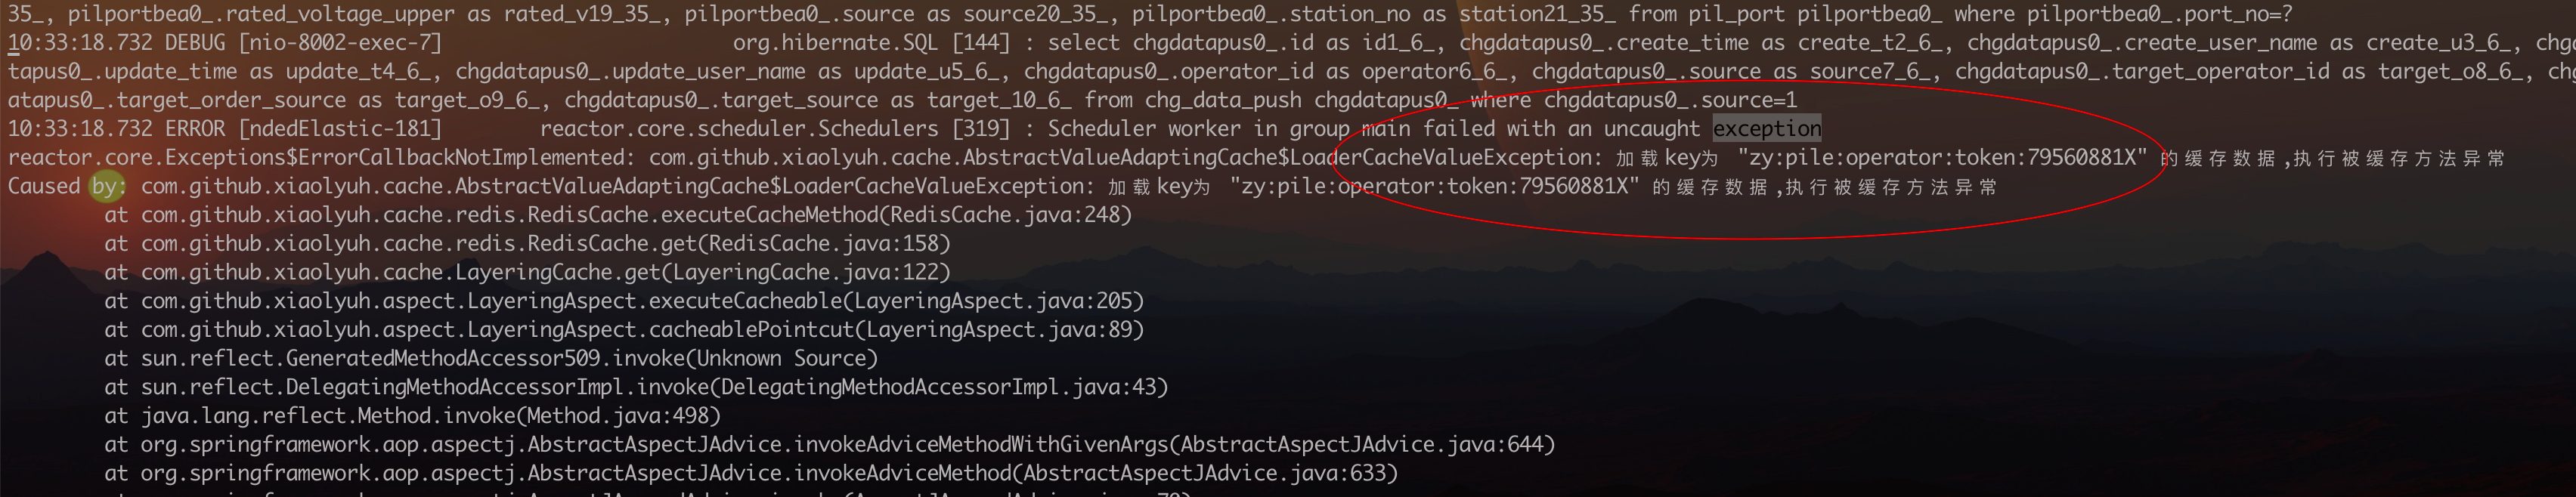 35_, pilportbea0_.rated_voltage_upper as rated_v19_35_, pilportbea0_.source as source20_35_, pilportbea0_.station_no as station21_35_ from pil_port pilportbea0_ where pilportbea0_.port_no=?
10:33:18.732 DEBUG [nio-8002-exec-7] org.hibernate.SQL [144] : select chgdatapus0_.id as id1_6_, chgdatapus0_.create_time as create_t2_6_, chgdatapus0_.create_user_name as create_u3_6_, chg
tapus0_.update_time as update_t4_6_, chgdatapus0_.update_user_name as update_u5_6_, chgdatapus0_.operator_id as operator6_6_, chgdatapus0_.source as source7_6_, chgdatapus0_.target_operator_id as target_o8_6_, chg
atapus0_.target_order_source as target_o9_6_, chgdatapus0_.target_source as target_10_6_ from chg_data_push chgdatapus0_ where chgdatapus0_.source=1
10:33:18.732 ERROR [ndedElastic-181] reactor.core.scheduler.Schedulers [319] : Scheduler worker in group main failed with an uncaught exception
reactor.core.Exceptions$ErrorCallbackNotImplemented: com.github.xiaolyuh.cache.AbstractValueAdaptingCache$LoaderCacheValueException: 加载key为 "zy:pile:operator:token:79560881X" 的缓存数据,执行被缓存方法异常
Caused by: com.github.xiaolyuh.cache.AbstractValueAdaptingCache$LoaderCacheValueException: 加载key为 "zy:pile:operator:token:79560881X" 的缓存数据,执行被缓存方法异常
at com.github.xiaolyuh.cache.redis.RedisCache.executeCacheMethod(RedisCache.java:248)
at com.github.xiaolyuh.cache.redis.RedisCache.get(RedisCache.java:158)
at com.github.xiaolyuh.cache.LayeringCache.get(LayeringCache.java:122)
at com.github.xiaolyuh.aspect.LayeringAspect.executeCacheable(LayeringAspect.java:205)
at com.github.xiaolyuh.aspect.LayeringAspect.cacheablePointcut(LayeringAspect.java:89)
at sun.reflect.GeneratedMethodAccessor509.invoke(Unknown Source)
at sun.reflect.DelegatingMethodAccessorImpl.invoke(DelegatingMethodAccessorImpl.java:43)
at java.lang.reflect.Method.invoke(Method.java:498)
at org.springframework.aop.aspectj.AbstractAspectJAdvice.invokeAdviceMethodWithGivenArgs(AbstractAspectJAdvice.java:644)
at org.springframework.aop.aspectj.AbstractAspectJAdvice.invokeAdviceMethod(AbstractAspectJAdvice.java:633)